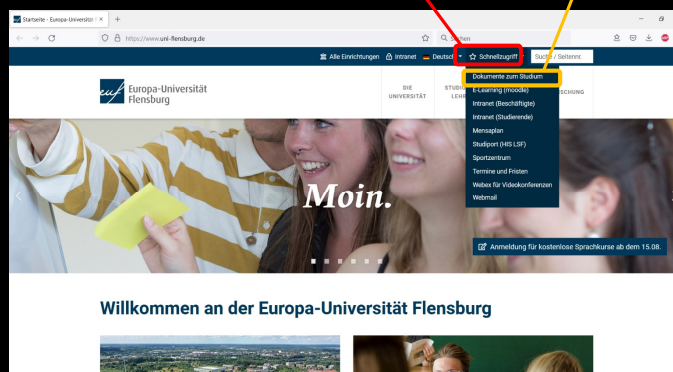 Startseite - Europa-Universität F
https://www.uni-flensburg.de
Suchen
Alle Einrichtungen Intranet Deutsch Schnellzugriff Suche / Seitennr.
euf Europa-Universität
Flensburg
DIE
UNIVERSITÄT
Dokumente zum Studium
E-Learning (moodle)
Intranet (Beschäftigte)
Intranet (Studierende)
Mensaplan
Studiport (HIS LSF)
Sportzentrum
Termine und Fristen
Webex für Videokonferenzen
Webmail
Moin.
Anmeldung für kostenlose Sprachkurse ab dem 15.08.
Willkommen an der Europa-Universität Flensburg